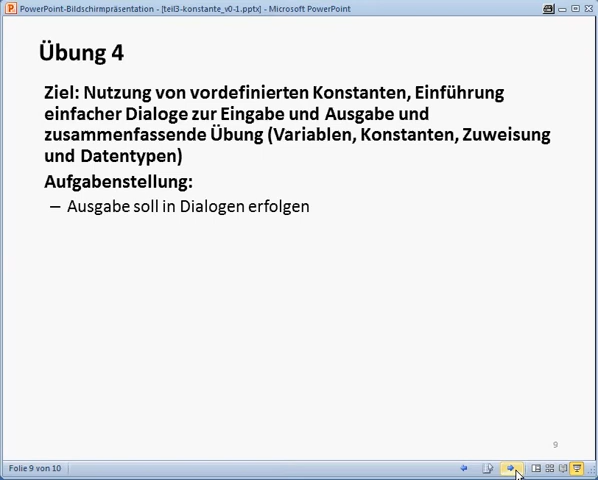 PowerPoint-Bildschirmpräsentation - [teil3-konstante_v0-1.pptx] - Microsoft PowerPoint
Übung 4
Ziel: Nutzung von vordefinierten Konstanten, Einführung
einfacher Dialoge zur Eingabe und Ausgabe und
zusammenfassende Übung (Variablen, Konstanten, Zuweisung
und Datentypen)
Aufgabenstellung:
– Ausgabe soll in Dialogen erfolgen
9
Folie 9 von 10